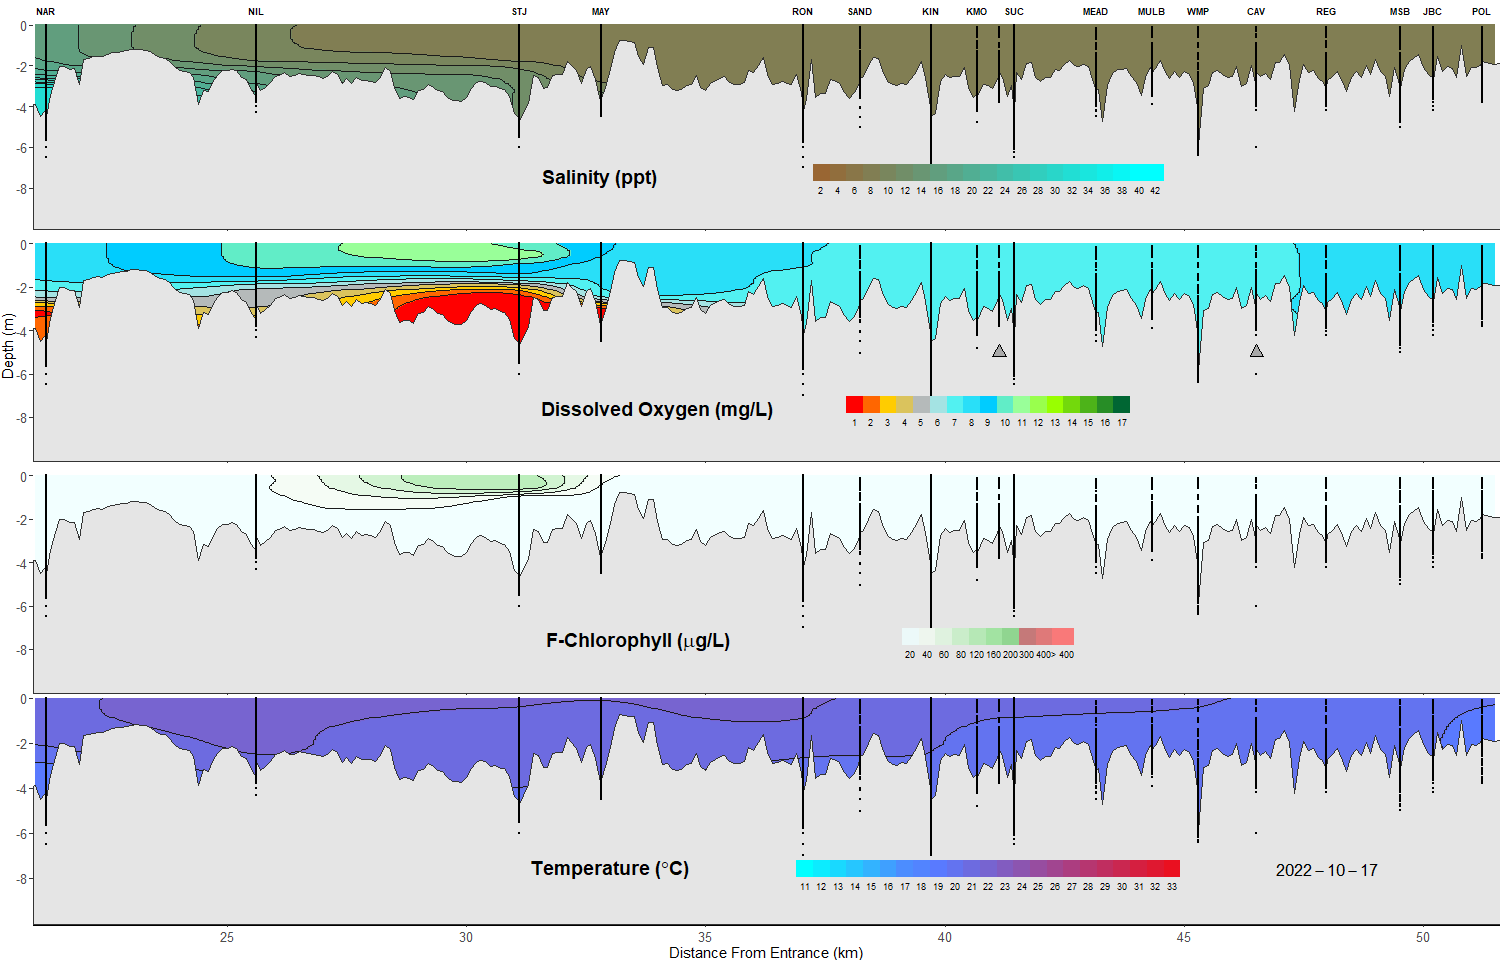 NAR NIL STJ MAY RON SAND KIN KMO SUC MEAD MULB WMP CAV REG MSB JBC POL
0
-2
-4
-6
-8
Salinity (ppt)
2 4 6 8 10 12 14 16 18 20 22 24 26 28 30 32 34 36 38 40 42
0
-2
-4
-6
-8
Depth (m)
Dissolved Oxygen (mg/L)
1 2 3 4 5 6 7 8 9 10 11 12 13 14 15 16 17
0
-2
-4
-6
-8
F-Chlorophyll (μg/L)
20 40 60 80 120 160 200 300 400> 400
0
-2
-4
-6
-8
Temperature (°C)
11 12 13 14 15 16 17 18 19 20 21 22 23 24 25 26 27 28 29 30 31 32 33
2022 – 10 – 17
25 30 35 40 45 50
Distance From Entrance (km)